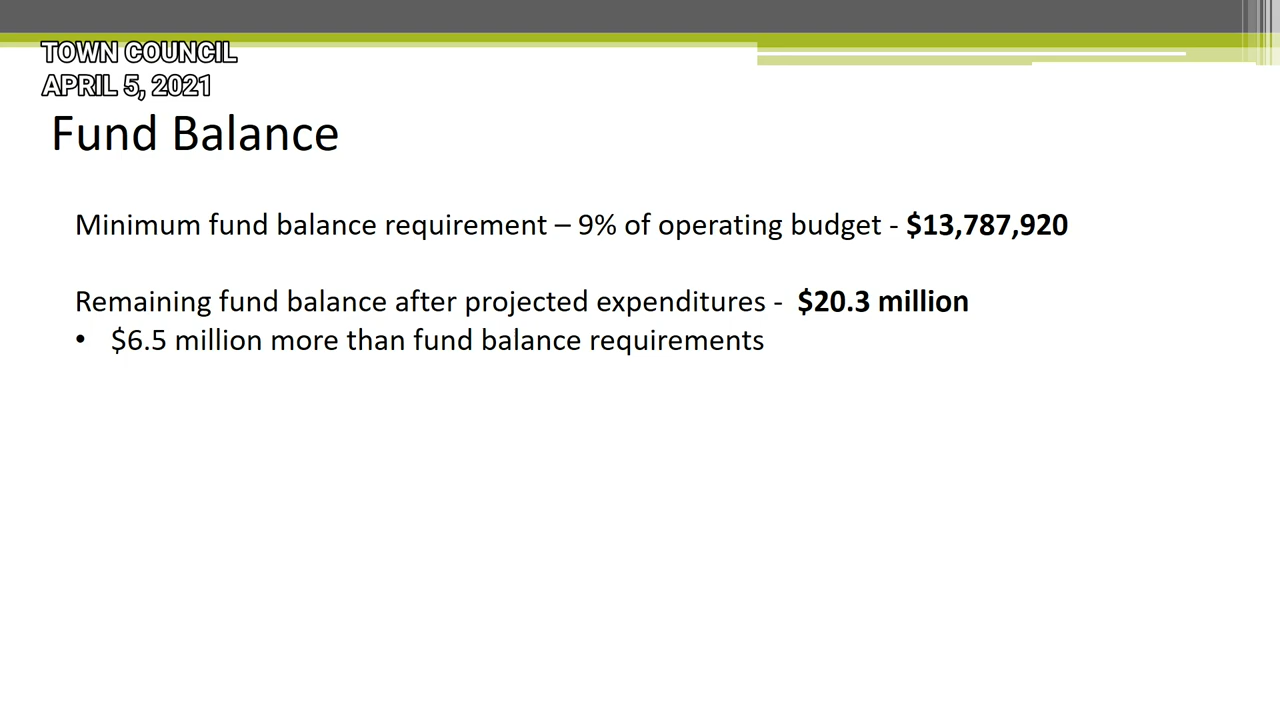 TOWN COUNCIL
APRIL 5, 2021
Fund Balance
Minimum fund balance requirement – 9% of operating budget - $13,787,920
Remaining fund balance after projected expenditures - $20.3 million
• $6.5 million more than fund balance requirements